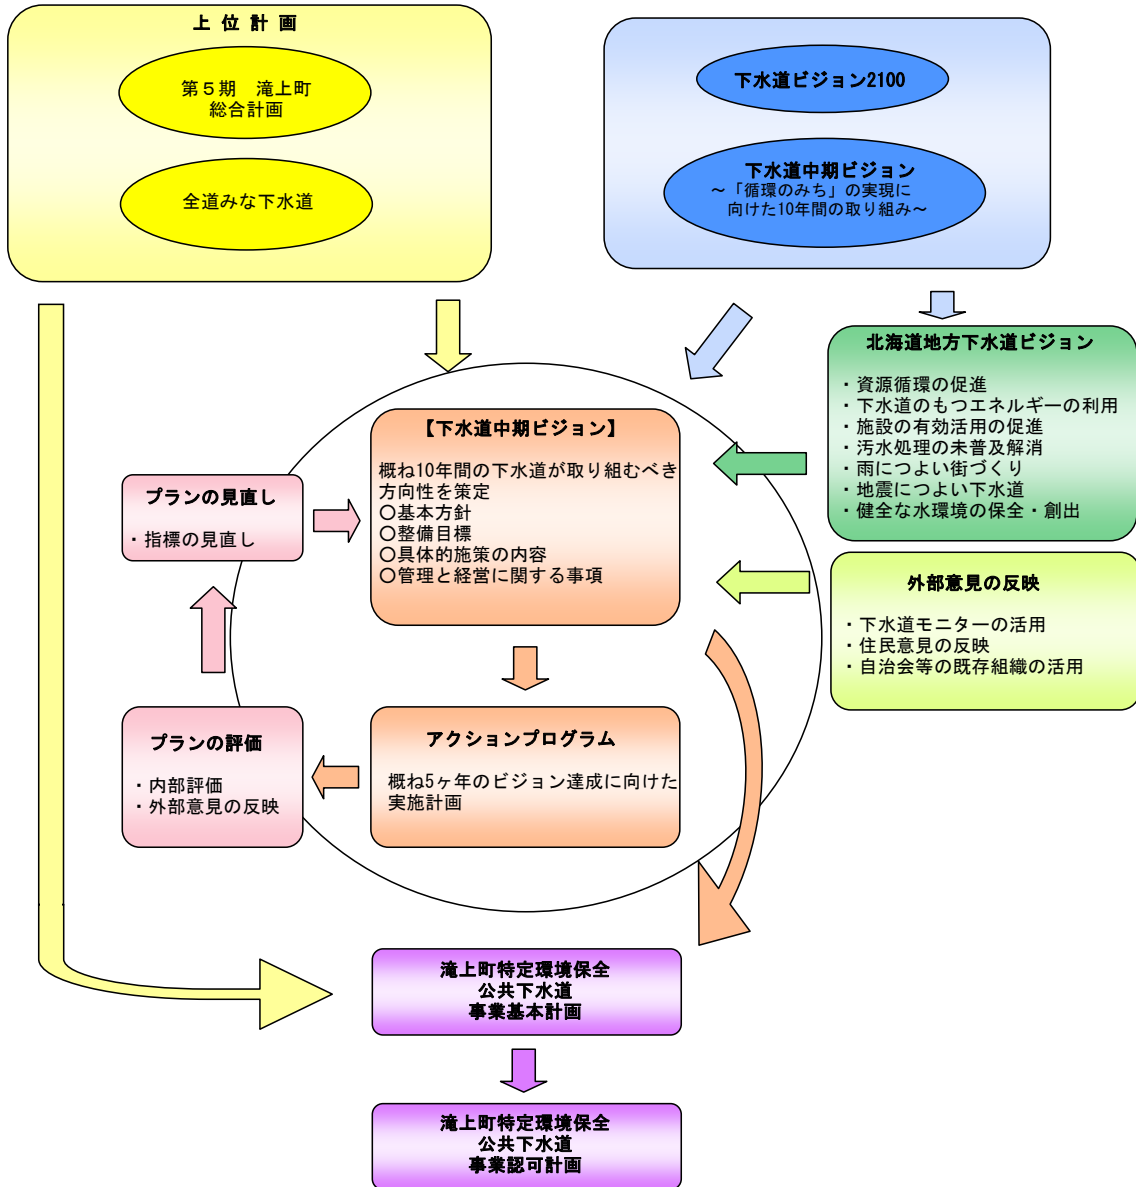 上 位 計 画
第５期　滝上町
総合計画
全道みな下水道
下水道ビジョン2100
下水道中期ビジョン
～「循環のみち」の実現に
向けた10年間の取り組み～
北海道地方下水道ビジョン
・資源循環の促進
・下水道のもつエネルギーの利用
・施設の有効活用の促進
・汚水処理の未普及解消
・雨につよい街づくり
・地震につよい下水道
・健全な水環境の保全・創出
【下水道中期ビジョン】
概ね10年間の下水道が取り組むべき
方向性を策定
○基本方針
○整備目標
○具体的施策の内容
○管理と経営に関する事項
プランの見直し
・指標の見直し
外部意見の反映
・下水道モニターの活用
・住民意見の反映
・自治会等の既存組織の活用
プランの評価
・内部評価
・外部意見の反映
アクションプログラム
概ね5ヶ年のビジョン達成に向けた
実施計画
滝上町特定環境保全
公共下水道
事業基本計画
滝上町特定環境保全
公共下水道
事業認可計画